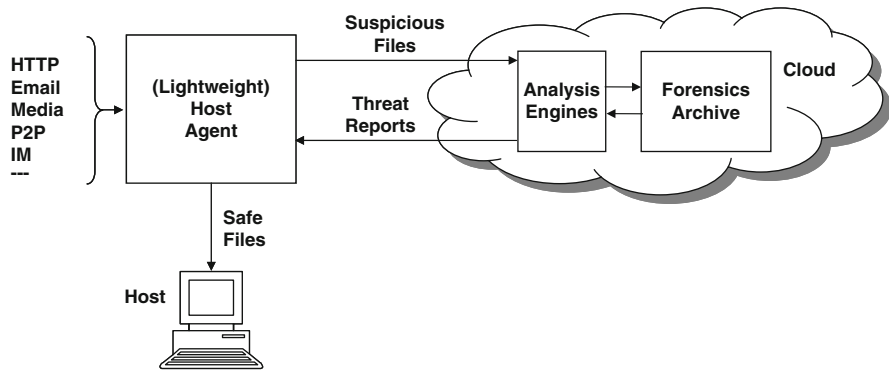 HTTP
Email
Media
P2P
IM
---
(Lightweight)
Host
Agent
Suspicious
Files
Threat
Reports
Analysis
Engines
Forensics
Archive
Cloud
Safe
Files
Host